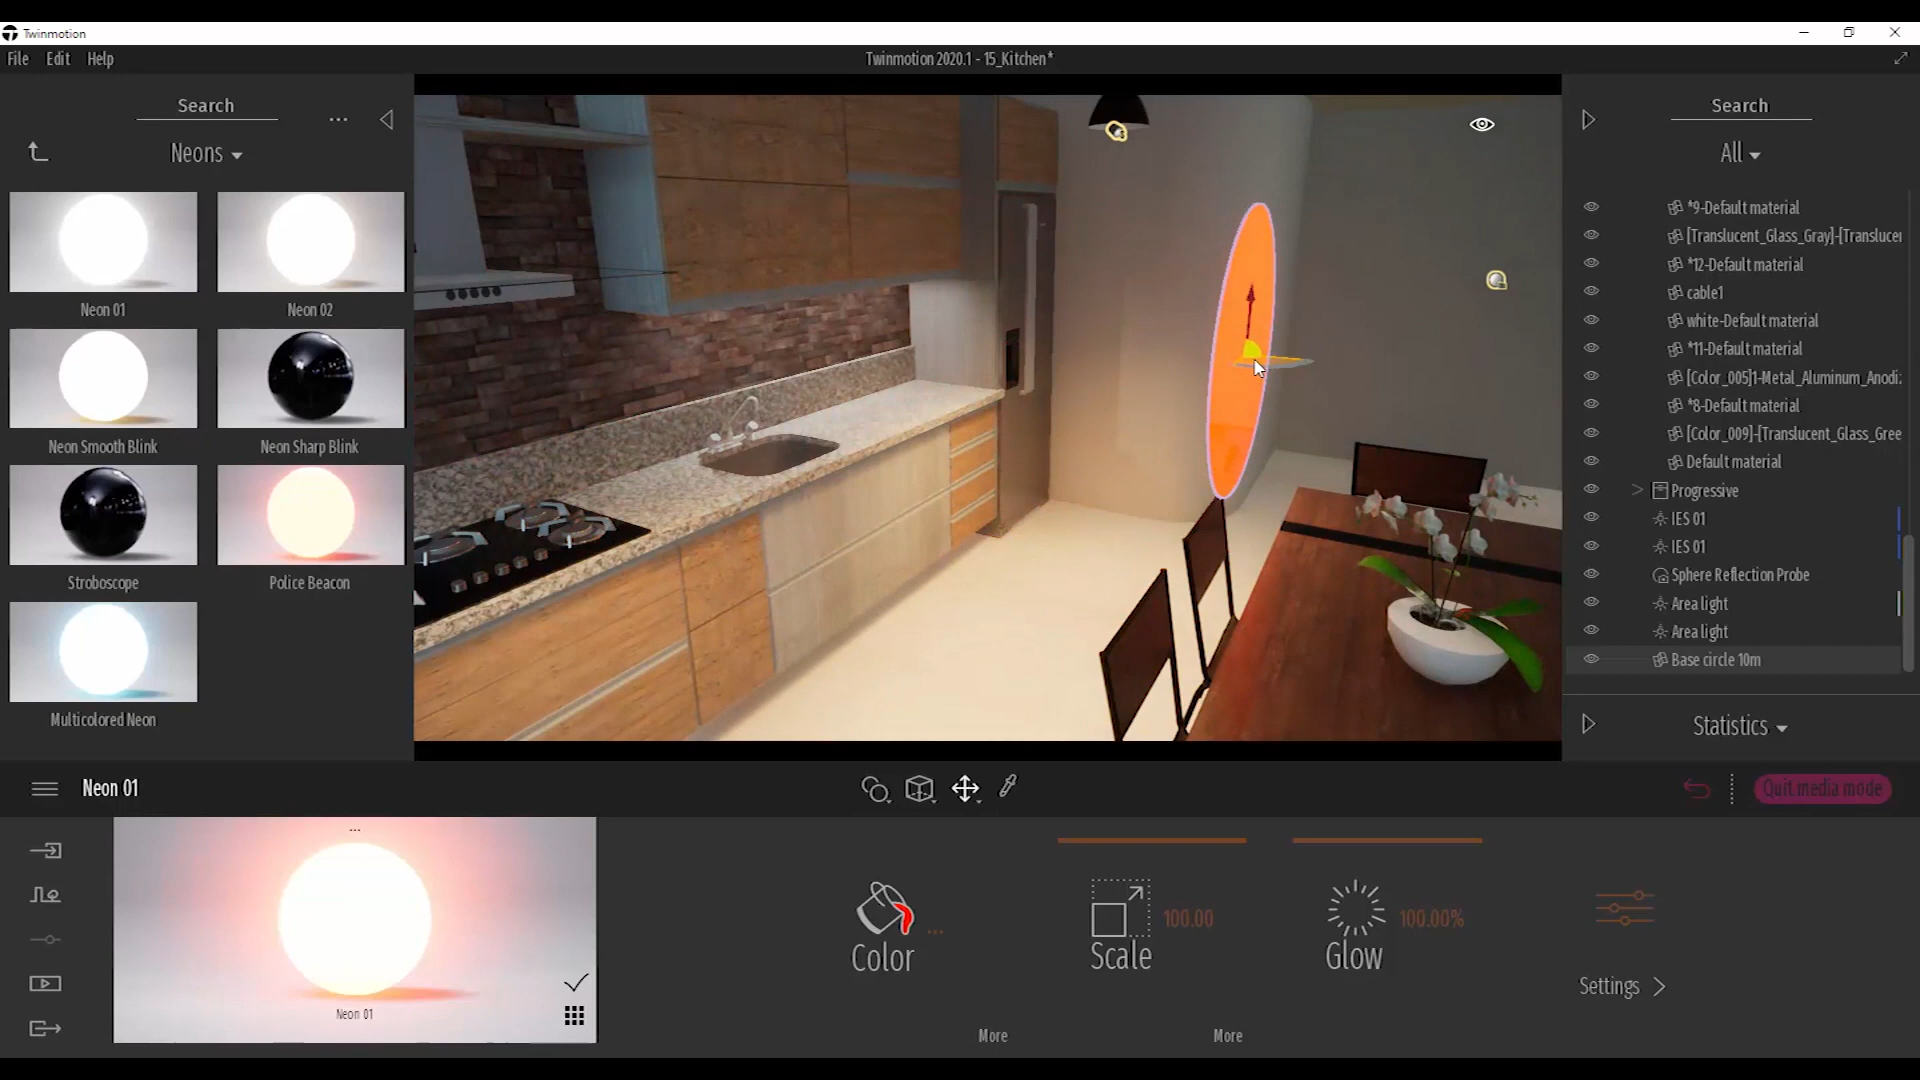 Twinmotion
File Edit Help
Twinmotion 2020.1 - 15_Kitchen*
Search
...
Neons
Neon 01
Neon 02
Neon Smooth Blink
Neon Sharp Blink
Stroboscope
Police Beacon
Multicolored Neon
Search
All
*9-Default material
[Translucent_Glass_Gray]-[Translucer
*12-Default material
cable1
white-Default material
*11-Default material
[Color_005]1-Metal_Aluminum_Anodi:
*8-Default material
[Color_009]-[Translucent_Glass_Gree
Default material
> Progressive
IES 01
IES 01
Sphere Reflection Probe
Area light
Area light
Base circle 10m
Statistics
Neon 01
Quit media mode
...
Neon 01
Color ...
Scale 100.00
Glow 100.00%
Settings
More
More